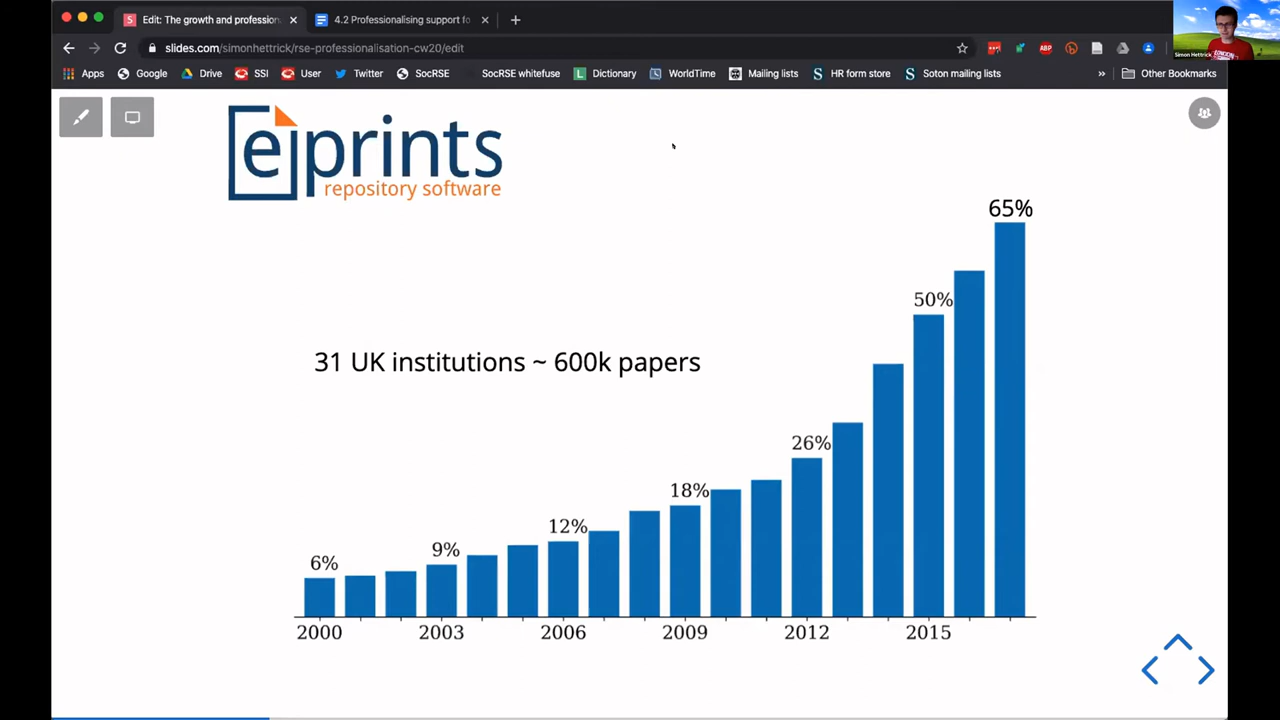 Edit: The growth and profession
4.2 Professionalising support fo
slides.com/simonhettrick/rse-professionalisation-cw20/edit
Apps Google Drive SSI User Twitter SocRSE SocRSE whitefuse Dictionary WorldTime Mailing lists HR form store Soton mailing lists » Other Bookmarks
Simon Hettrick
eprints
repository software
65%
50%
31 UK institutions ~ 600k papers
26%
18%
12%
9%
6%
2000 2003 2006 2009 2012 2015